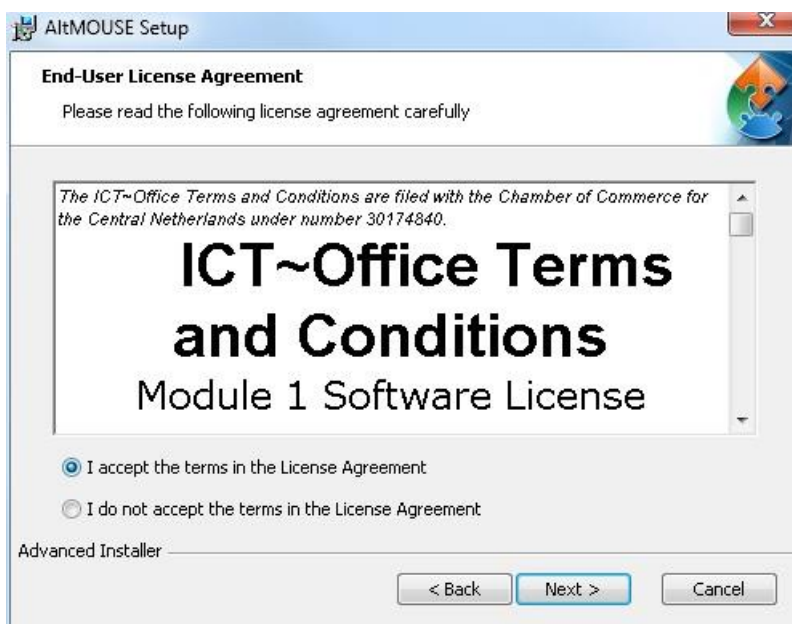 AltMOUSE Setup
End-User License Agreement
Please read the following license agreement carefully
The ICT~Office Terms and Conditions are filed with the Chamber of Commerce for
the Central Netherlands under number 30174840.
ICT~Office Terms
and Conditions
Module 1 Software License
I accept the terms in the License Agreement
I do not accept the terms in the License Agreement
Advanced Installer
< Back Next > Cancel